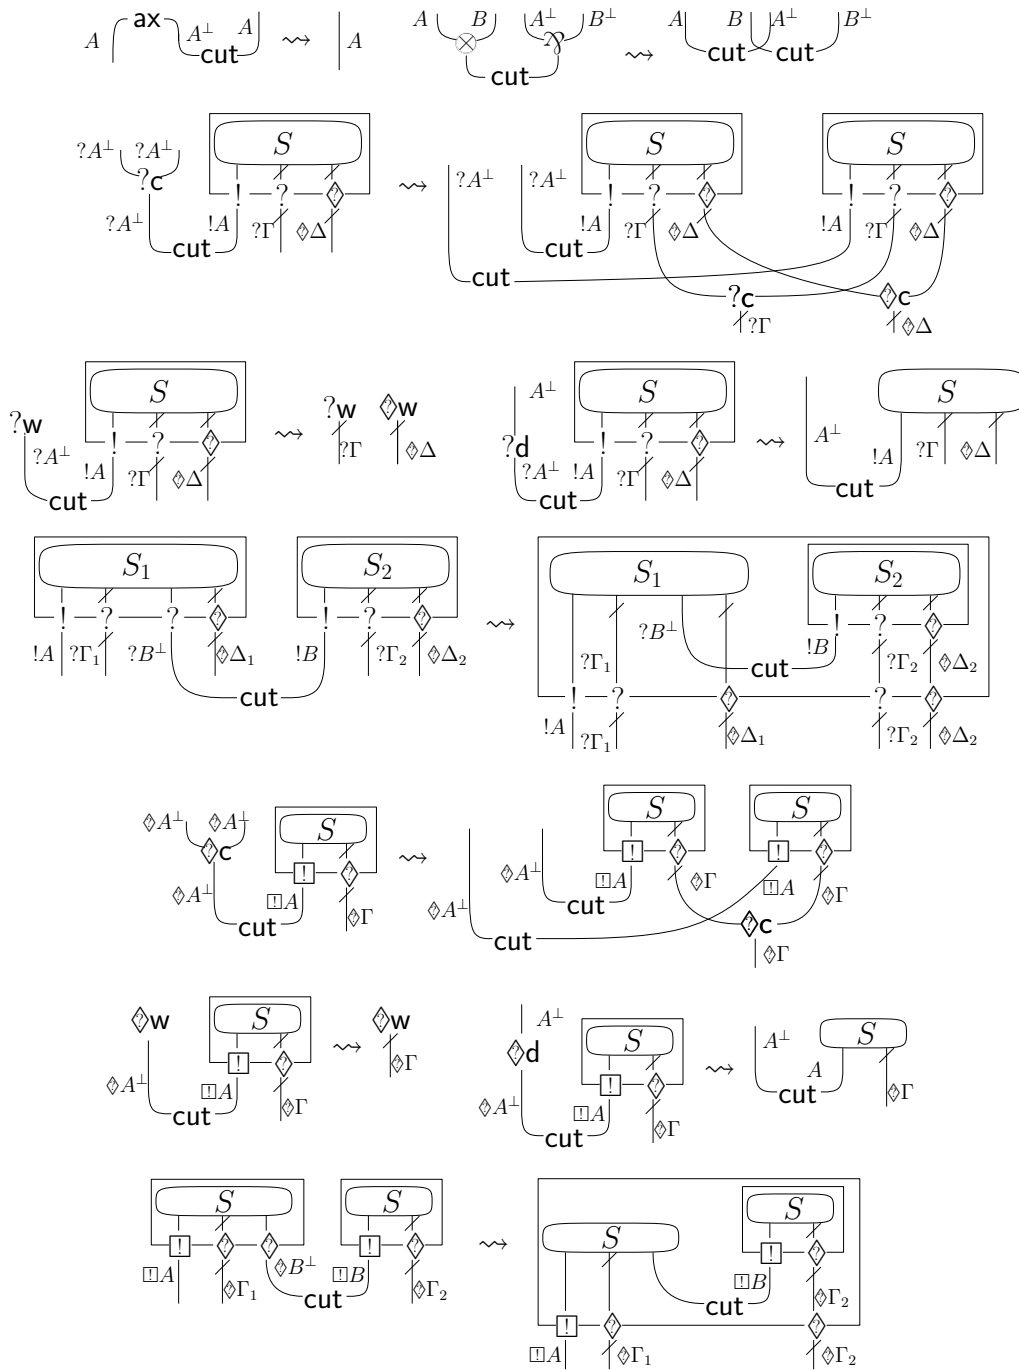 A ax A⊥ A cut ⇝ A A B A⊥ B⊥ ⊗ ⅋ cut ⇝ A B A⊥ B⊥ cut cut
?A⊥ ?A⊥ ?c ?A⊥ cut S ! ? ⟐ !A ?Γ ⟐Δ ⇝ ?A⊥ ?A⊥ S ! ? ⟐ !A ?Γ ⟐Δ cut cut S ! ? ⟐ !A ?Γ ⟐Δ ?c ?Γ ⟐c ⟐Δ
?w ?A⊥ cut S ! ? ⟐ !A ?Γ ⟐Δ ⇝ ?w ?Γ ⟐w ⟐Δ A⊥ ?d ?A⊥ cut S ! ? ⟐ !A ?Γ ⟐Δ ⇝ A⊥ cut !A S ?Γ ⟐Δ
S1 ! ? ? ⟐ !A ?Γ1 ?B⊥ ⟐Δ1 cut S2 ! ? ⟐ !B ?Γ2 ⟐Δ2 ⇝ S1 ?Γ1 ?B⊥ cut S2 ! ? ⟐ !B ?Γ2 ⟐Δ2 ! ? ⟐ ? ⟐ !A ?Γ1 ⟐Δ1 ?Γ2 ⟐Δ2
⟐A⊥ ⟐A⊥ ⟐c ⟐A⊥ cut S ! ⟐ ⍰A ⟐Γ ⇝ ⟐A⊥ ⟐A⊥ cut cut S ! ⟐ ⍰A ⟐Γ S ! ⟐ ⍰A ⟐Γ ⟐c ⟐Γ
⟐w ⟐A⊥ cut S ! ⟐ ⍰A ⟐Γ ⇝ ⟐w ⟐Γ A⊥ ⟐d ⟐A⊥ cut S ! ⟐ ⍰A ⟐Γ ⇝ A⊥ cut A S ⟐Γ
S ! ⟐ ⟐ ⍰A ⟐Γ1 ⟐B⊥ cut S ! ⟐ ⍰B ⟐Γ2 ⇝ S cut S ! ⟐ ⍰B ⟐Γ2 ! ⟐ ⟐ ⍰A ⟐Γ1 ⟐Γ2